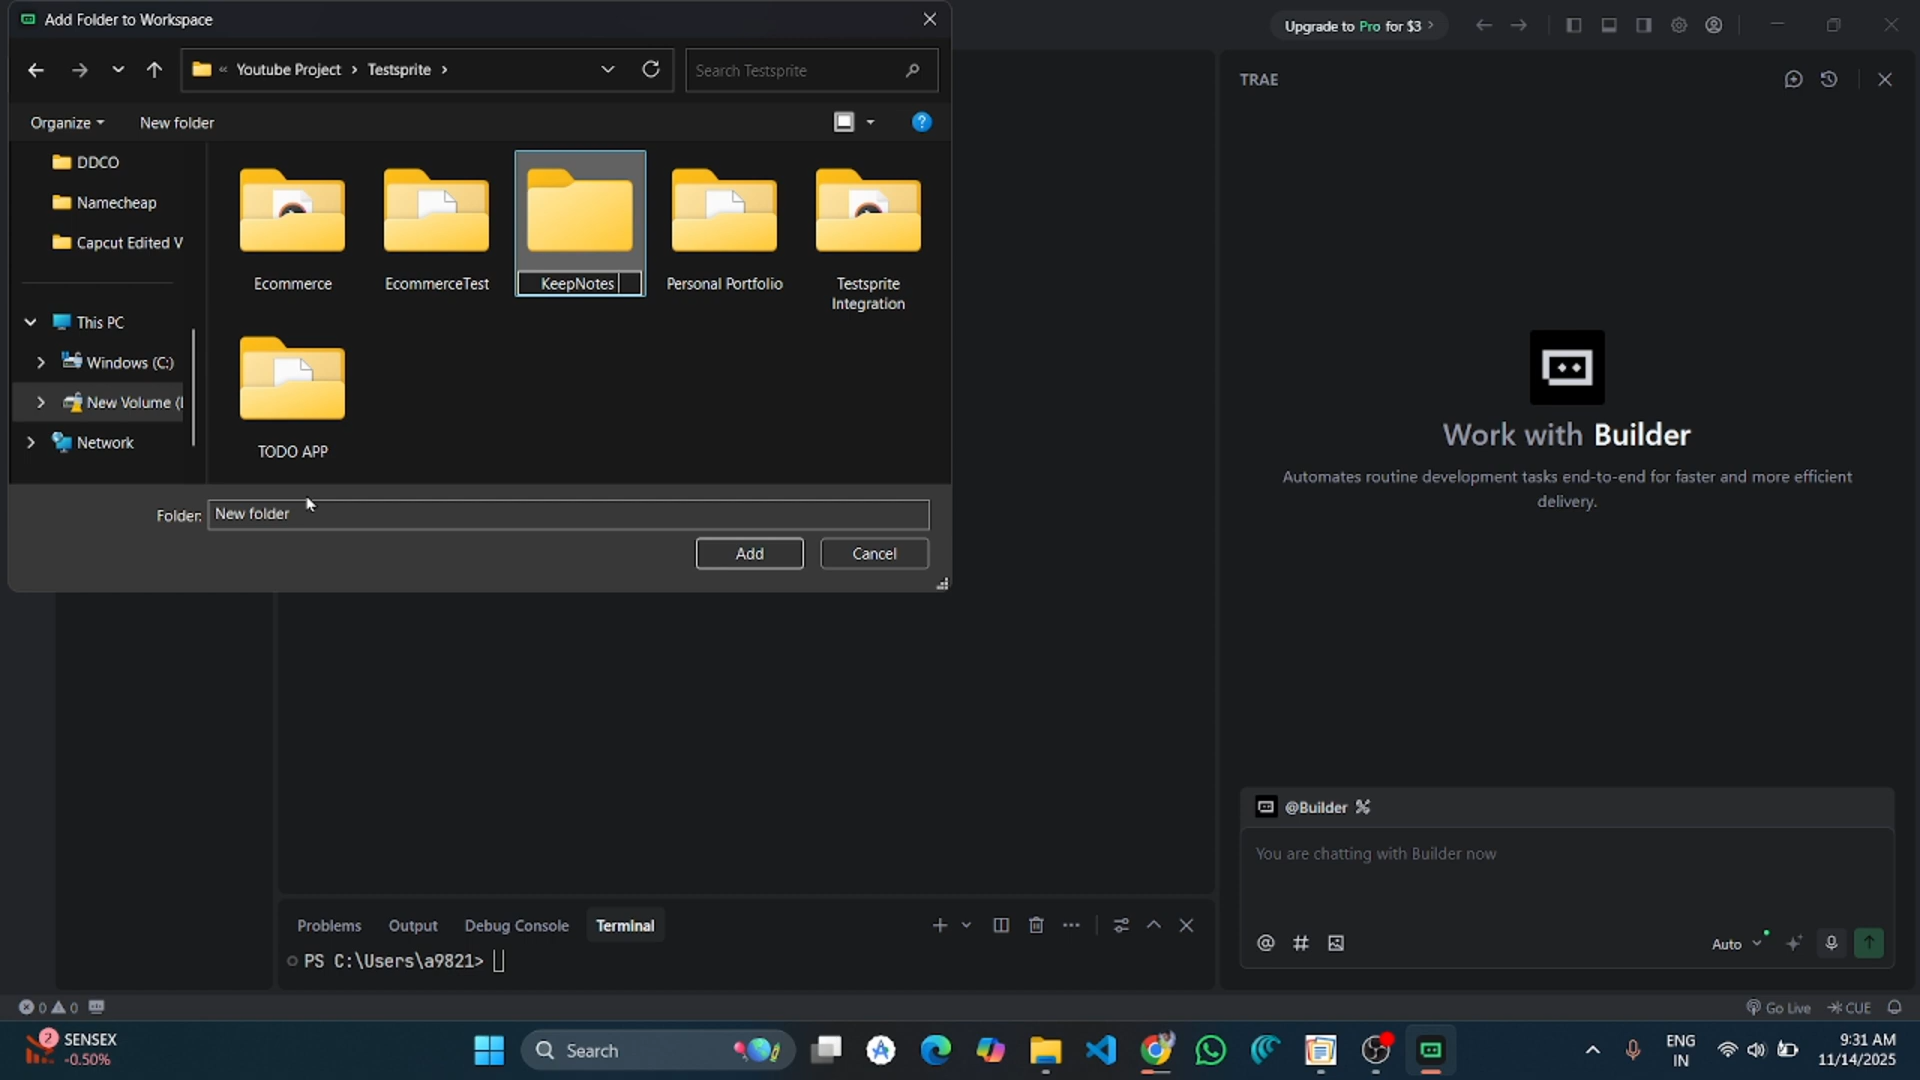 Add Folder to Workspace
Upgrade to Pro for $3
« Youtube Project > Testsprite >
Search Testsprite
TRAE
Organize
New folder
DDCO
Namecheap
Capcut Edited V
This PC
Windows (C:)
New Volume (
Network
Ecommerce
EcommerceTest
KeepNotes
Personal Portfolio
Testsprite
Integration
TODO APP
Folder: New folder
Add
Cancel
Work with Builder
Automates routine development tasks end-to-end for faster and more efficient
delivery.
@Builder
You are chatting with Builder now
@ #
Auto
Problems
Output
Debug Console
Terminal
PS C:\Users\a9821>
0 0
Go Live
CUE
2
SENSEX
-0.50%
Search
ENG
IN
9:31 AM
11/14/2025